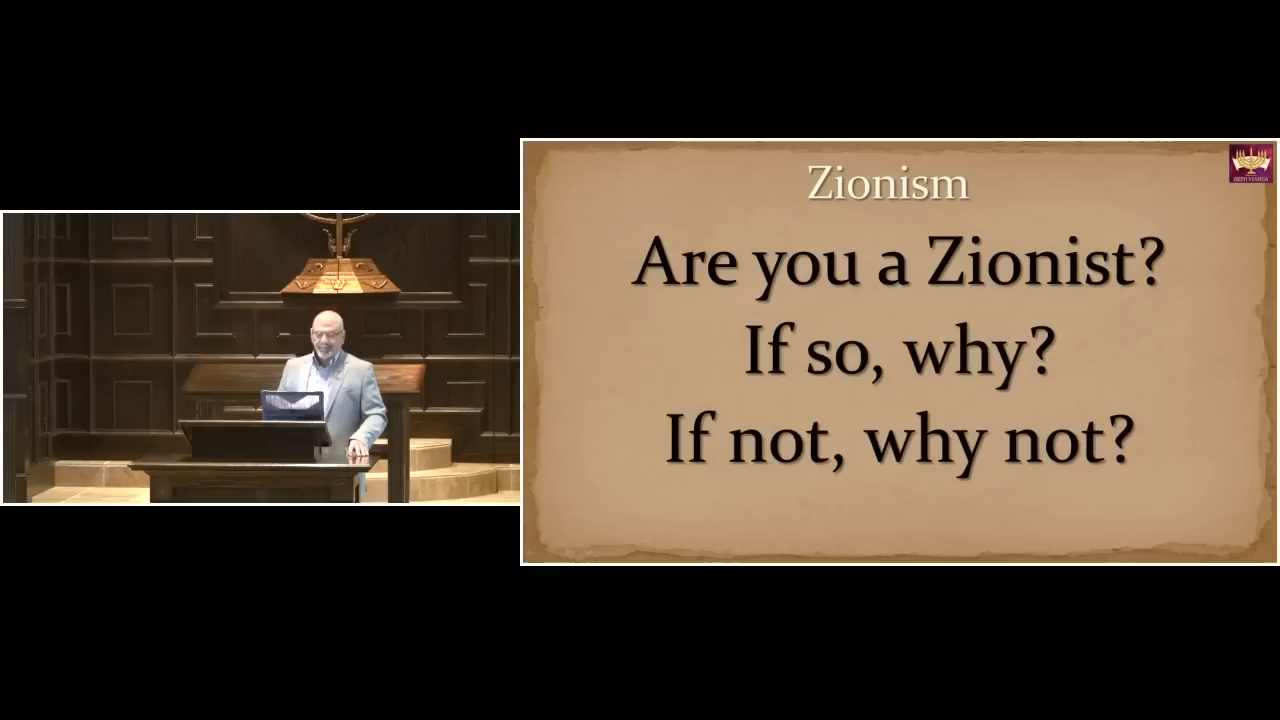 Zionism
Are you a Zionist?
If so, why?
If not, why not?